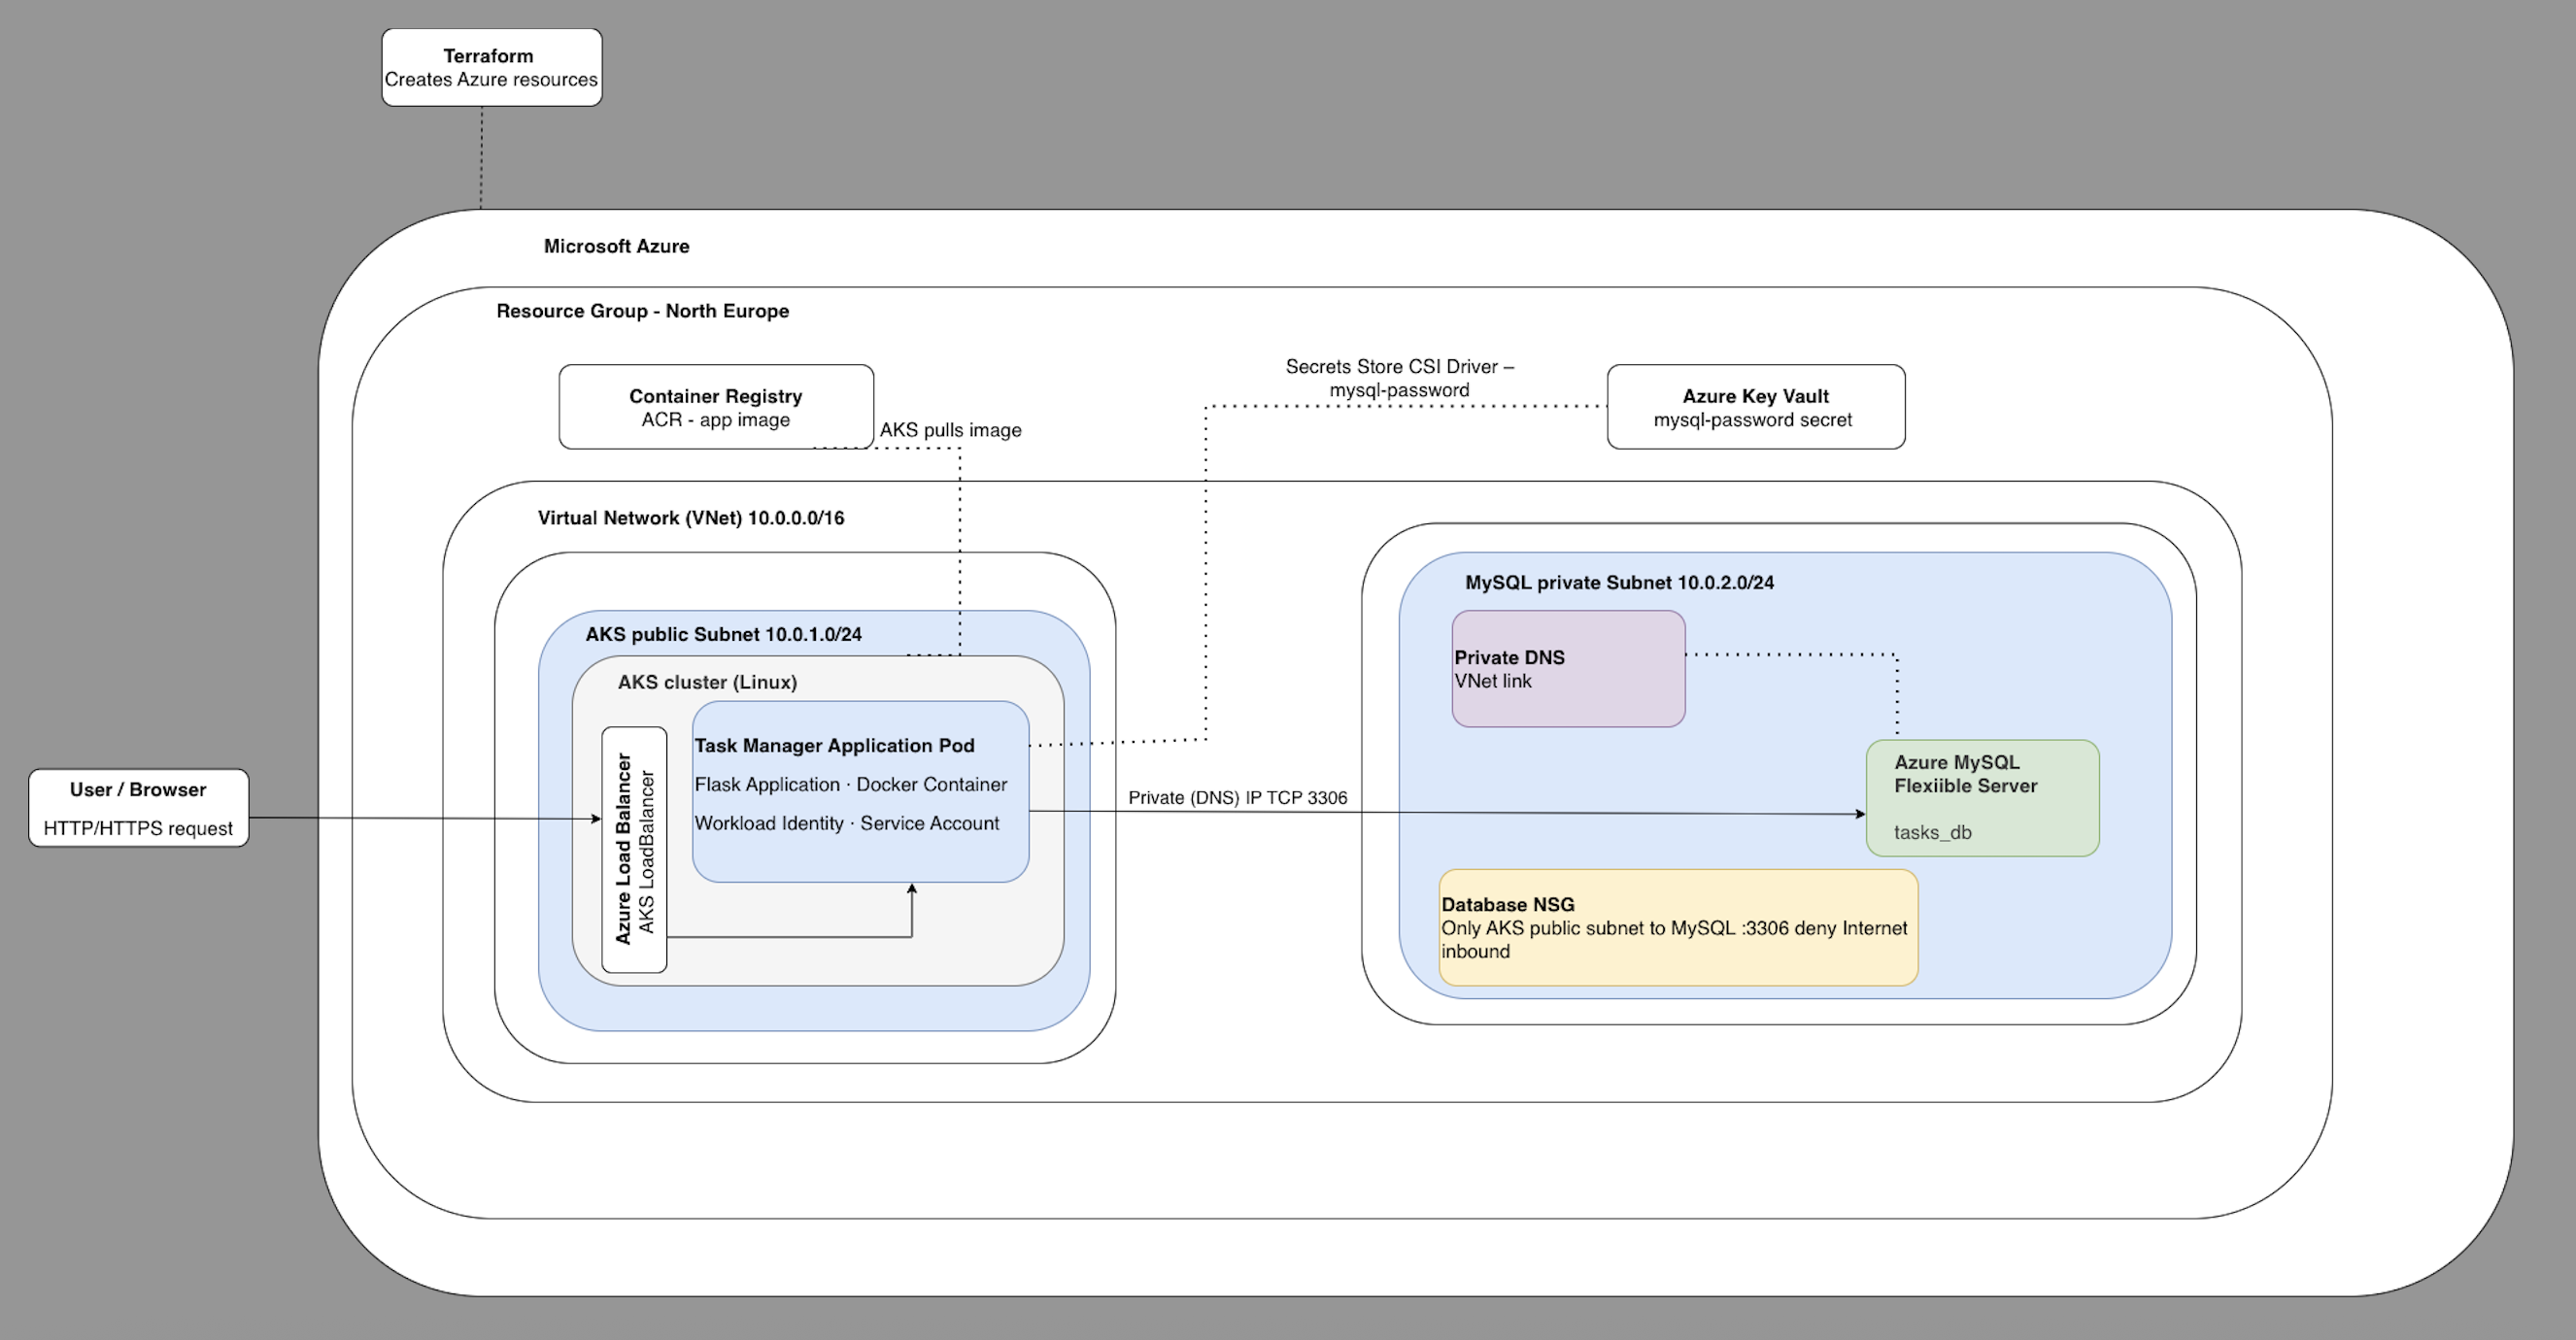 Terraform
Creates Azure resources
Microsoft Azure
Resource Group - North Europe
Container Registry
ACR - app image
AKS pulls image
Secrets Store CSI Driver –
mysql-password
Azure Key Vault
mysql-password secret
Virtual Network (VNet) 10.0.0.0/16
AKS public Subnet 10.0.1.0/24
AKS cluster (Linux)
Azure Load Balancer
AKS LoadBalancer
Task Manager Application Pod
Flask Application · Docker Container
Workload Identity · Service Account
User / Browser
HTTP/HTTPS request
Private (DNS) IP TCP 3306
MySQL private Subnet 10.0.2.0/24
Private DNS
VNet link
Azure MySQL
Flexiible Server
tasks_db
Database NSG
Only AKS public subnet to MySQL :3306 deny Internet
inbound